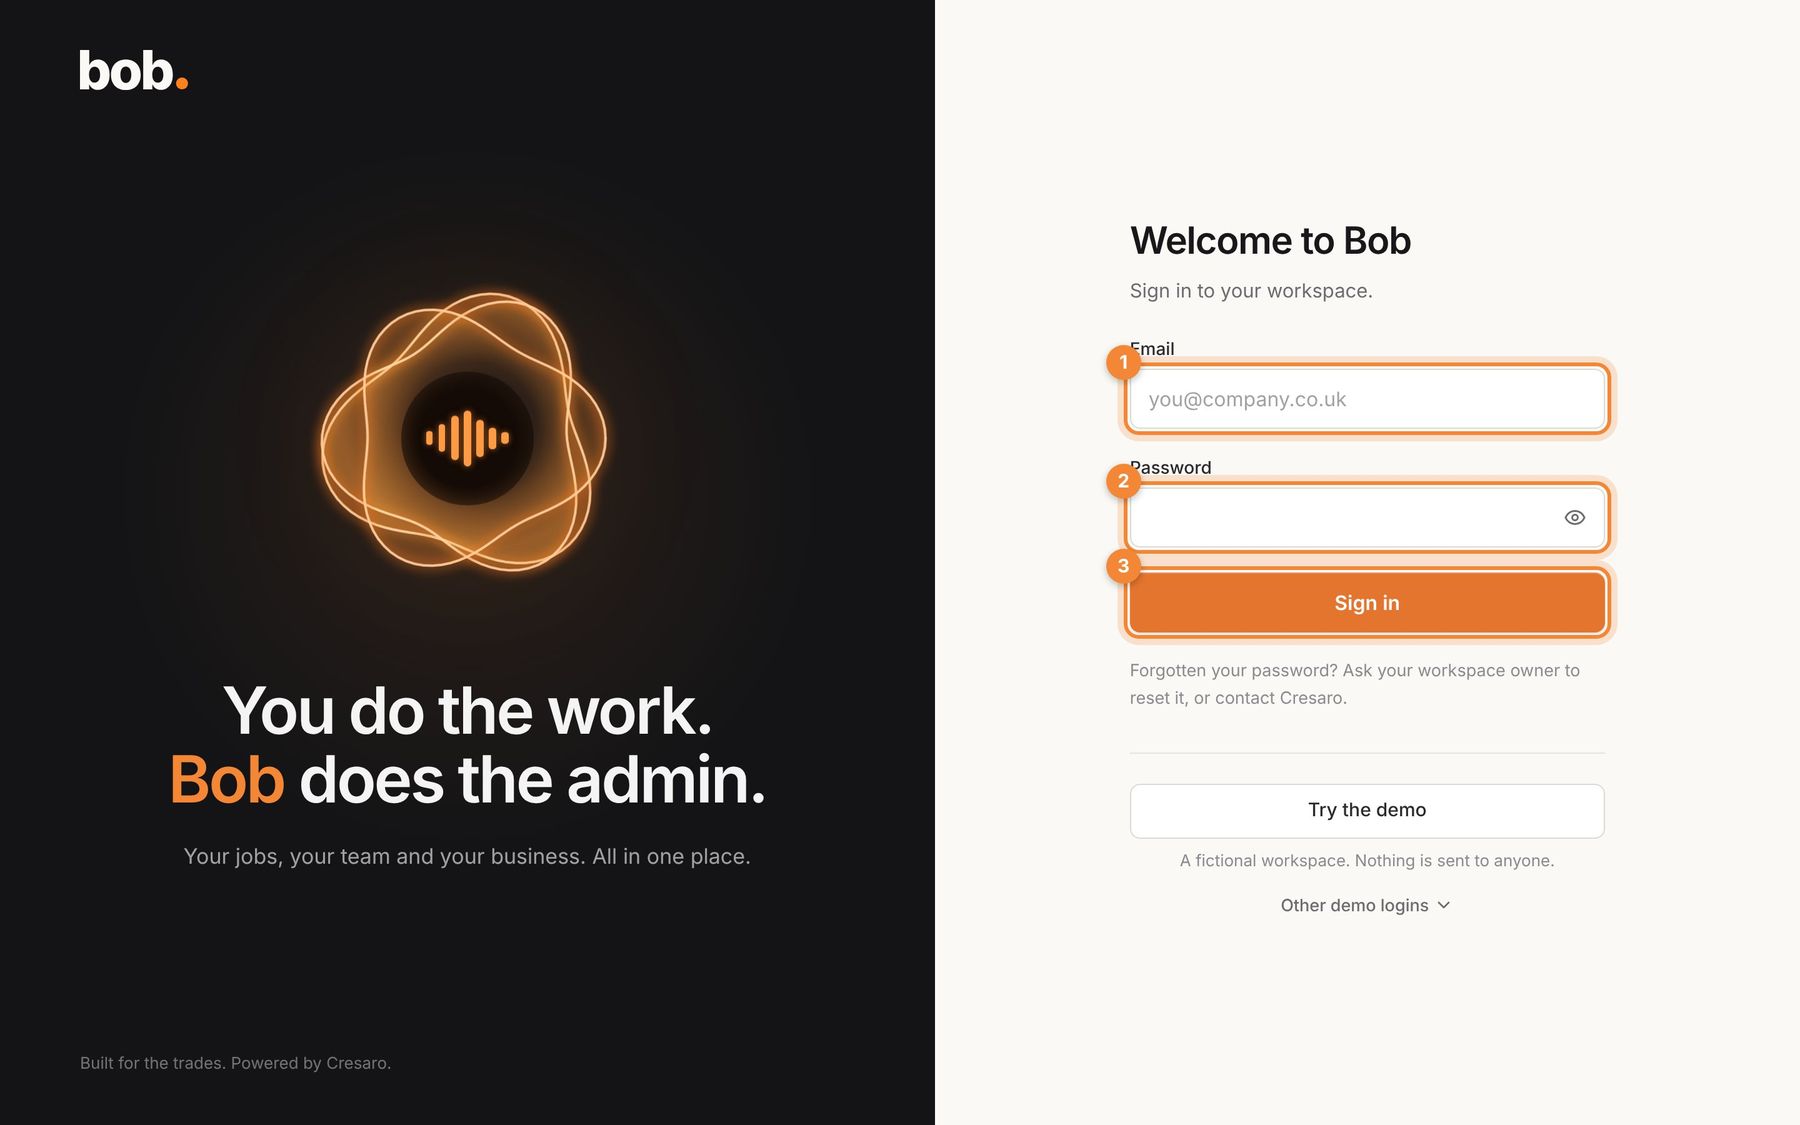 bob.
You do the work.
Bob does the admin.
Your jobs, your team and your business. All in one place.
Built for the trades. Powered by Cresaro.
Welcome to Bob
Sign in to your workspace.
Email
1
you@company.co.uk
Password
2
3
Sign in
Forgotten your password? Ask your workspace owner to
reset it, or contact Cresaro.
Try the demo
A fictional workspace. Nothing is sent to anyone.
Other demo logins